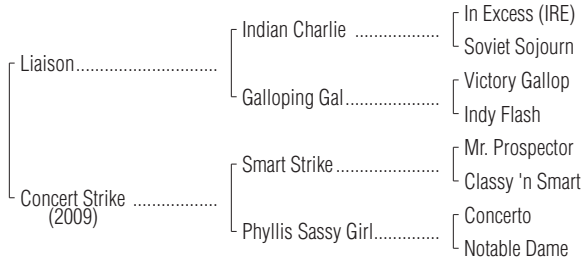 In Excess (IRE)
Indian Charlie ..................
Soviet Sojourn
Liaison..............................
Victory Gallop
Galloping Gal....................
Indy Flash
Mr. Prospector
Smart Strike ......................
Classy 'n Smart
Concert Strike ..................
(2009)
Concerto
Phyllis Sassy Girl..............
Notable Dame